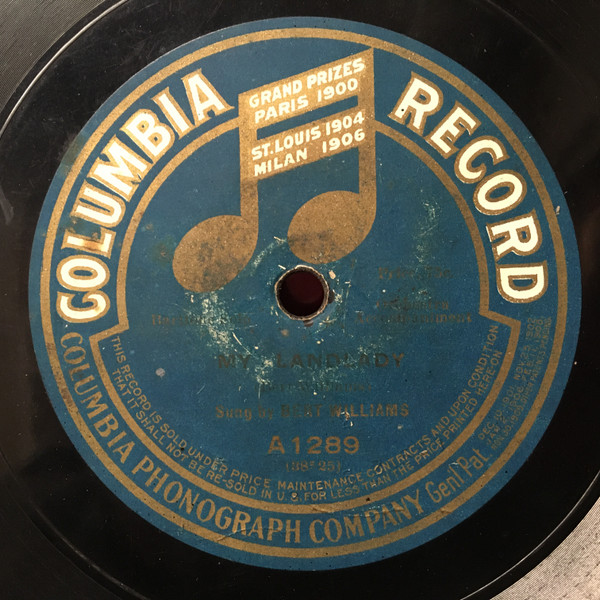 COLUMBIA RECORD
GRAND PRIZES
PARIS 1900
ST. LOUIS 1904
MILAN 1906
MY LANDLADY
Sung by BERT WILLIAMS
A1289
THIS RECORD IS SOLD UNDER PRICE MAINTENANCE CONTRACTS AND UPON CONDITION
THAT IT SHALL NOT BE RE-SOLD IN U.S. FOR LESS THAN THE PRICE PRINTED HEREON
COLUMBIA PHONOGRAPH COMPANY Genl Pat.